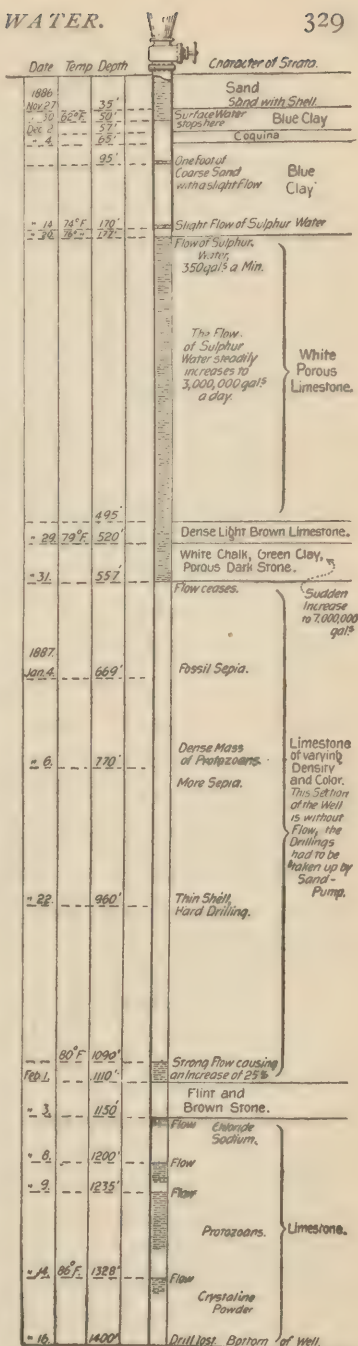 WATER.
329
Date Temp Depth Character of Strata.
1886
Nov. 27 35'
Sand
Sand with Shell.
" 30 62°F. 50'
Surface Water
stops here
Blue Clay
Dec. 2 57'
" 4. 65'
Coquina
95'
One Foot of
Coarse Sand
with a slight Flow
Blue
Clay
" 14 74°F. 170'
Slight Flow of Sulphur Water
172'
Flow of Sulphur
Water,
350 gals a Min.
The Flow
of Sulphur
Water steadily
increases to
3,000,000 gals
a day.
White
Porous
Limestone.
495'
Dense Light Brown Limestone.
" 29. 79°F. 520'
White Chalk, Green Clay,
Porous Dark Stone.
" 31. 557'
Flow ceases.
Sudden
Increase
to 7,000,000
gals
1887.
Jan. 4. 669'
Fossil Sepia.
" 6. 770'
Dense Mass
of Protozoans.
More Sepia.
Limestone
of varying
Density
and Color.
This Section
of the Well
is without
Flow, the
Drillings
had to be
taken up by
Sand-
Pump.
" 22. 960'
Thin Shell,
Hard Drilling.
80°F 1090'
Strong Flow causing
an Increase of 25%
Feb 1. 1110'
Flint and
Brown Stone.
" 3. 1150'
Flow Chloride
Sodium.
" 8. 1200'
Flow
" 9. 1235'
Flow
Protozoans.
Limestone.
" 14. 86°F. 1328'
Flow
Crystaline
Powder
" 16. 1400'
Drill lost. Bottom of Well.